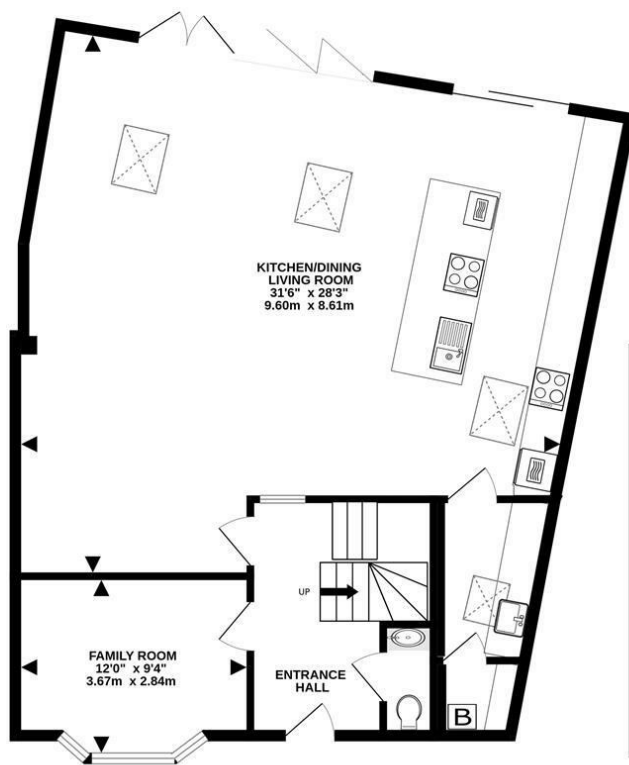 KITCHEN/DINING
LIVING ROOM
31'6" x 28'3"
9.60m x 8.61m
UP
FAMILY ROOM
12'0" x 9'4"
3.67m x 2.84m
ENTRANCE
HALL
B